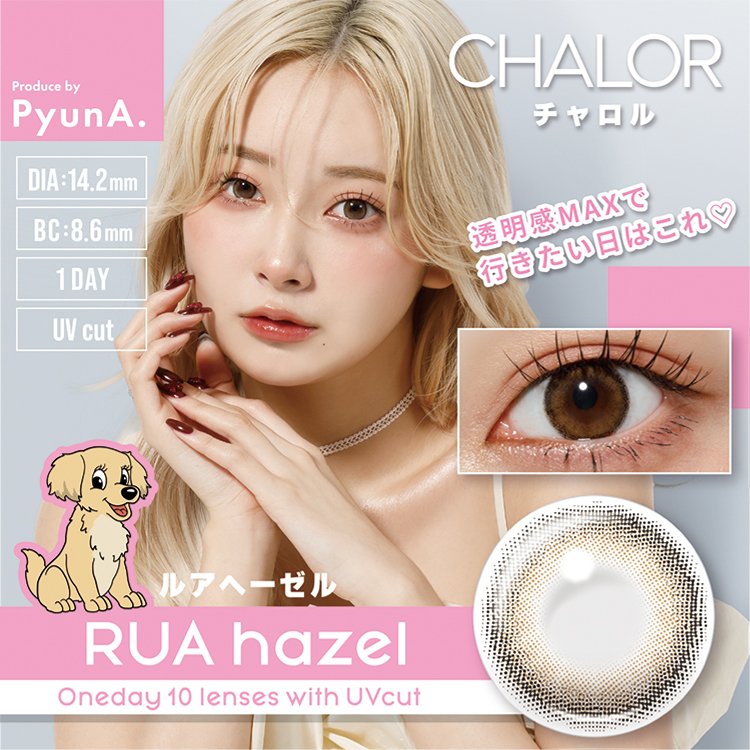 Produce by
PyunA.
CHALOR
チャロル
DIA:14.2mm
BC:8.6mm
1 DAY
UV cut
透明感MAXで
行きたい日はこれ♡
ルアヘーゼル
RUA hazel
Oneday 10 lenses with UVcut